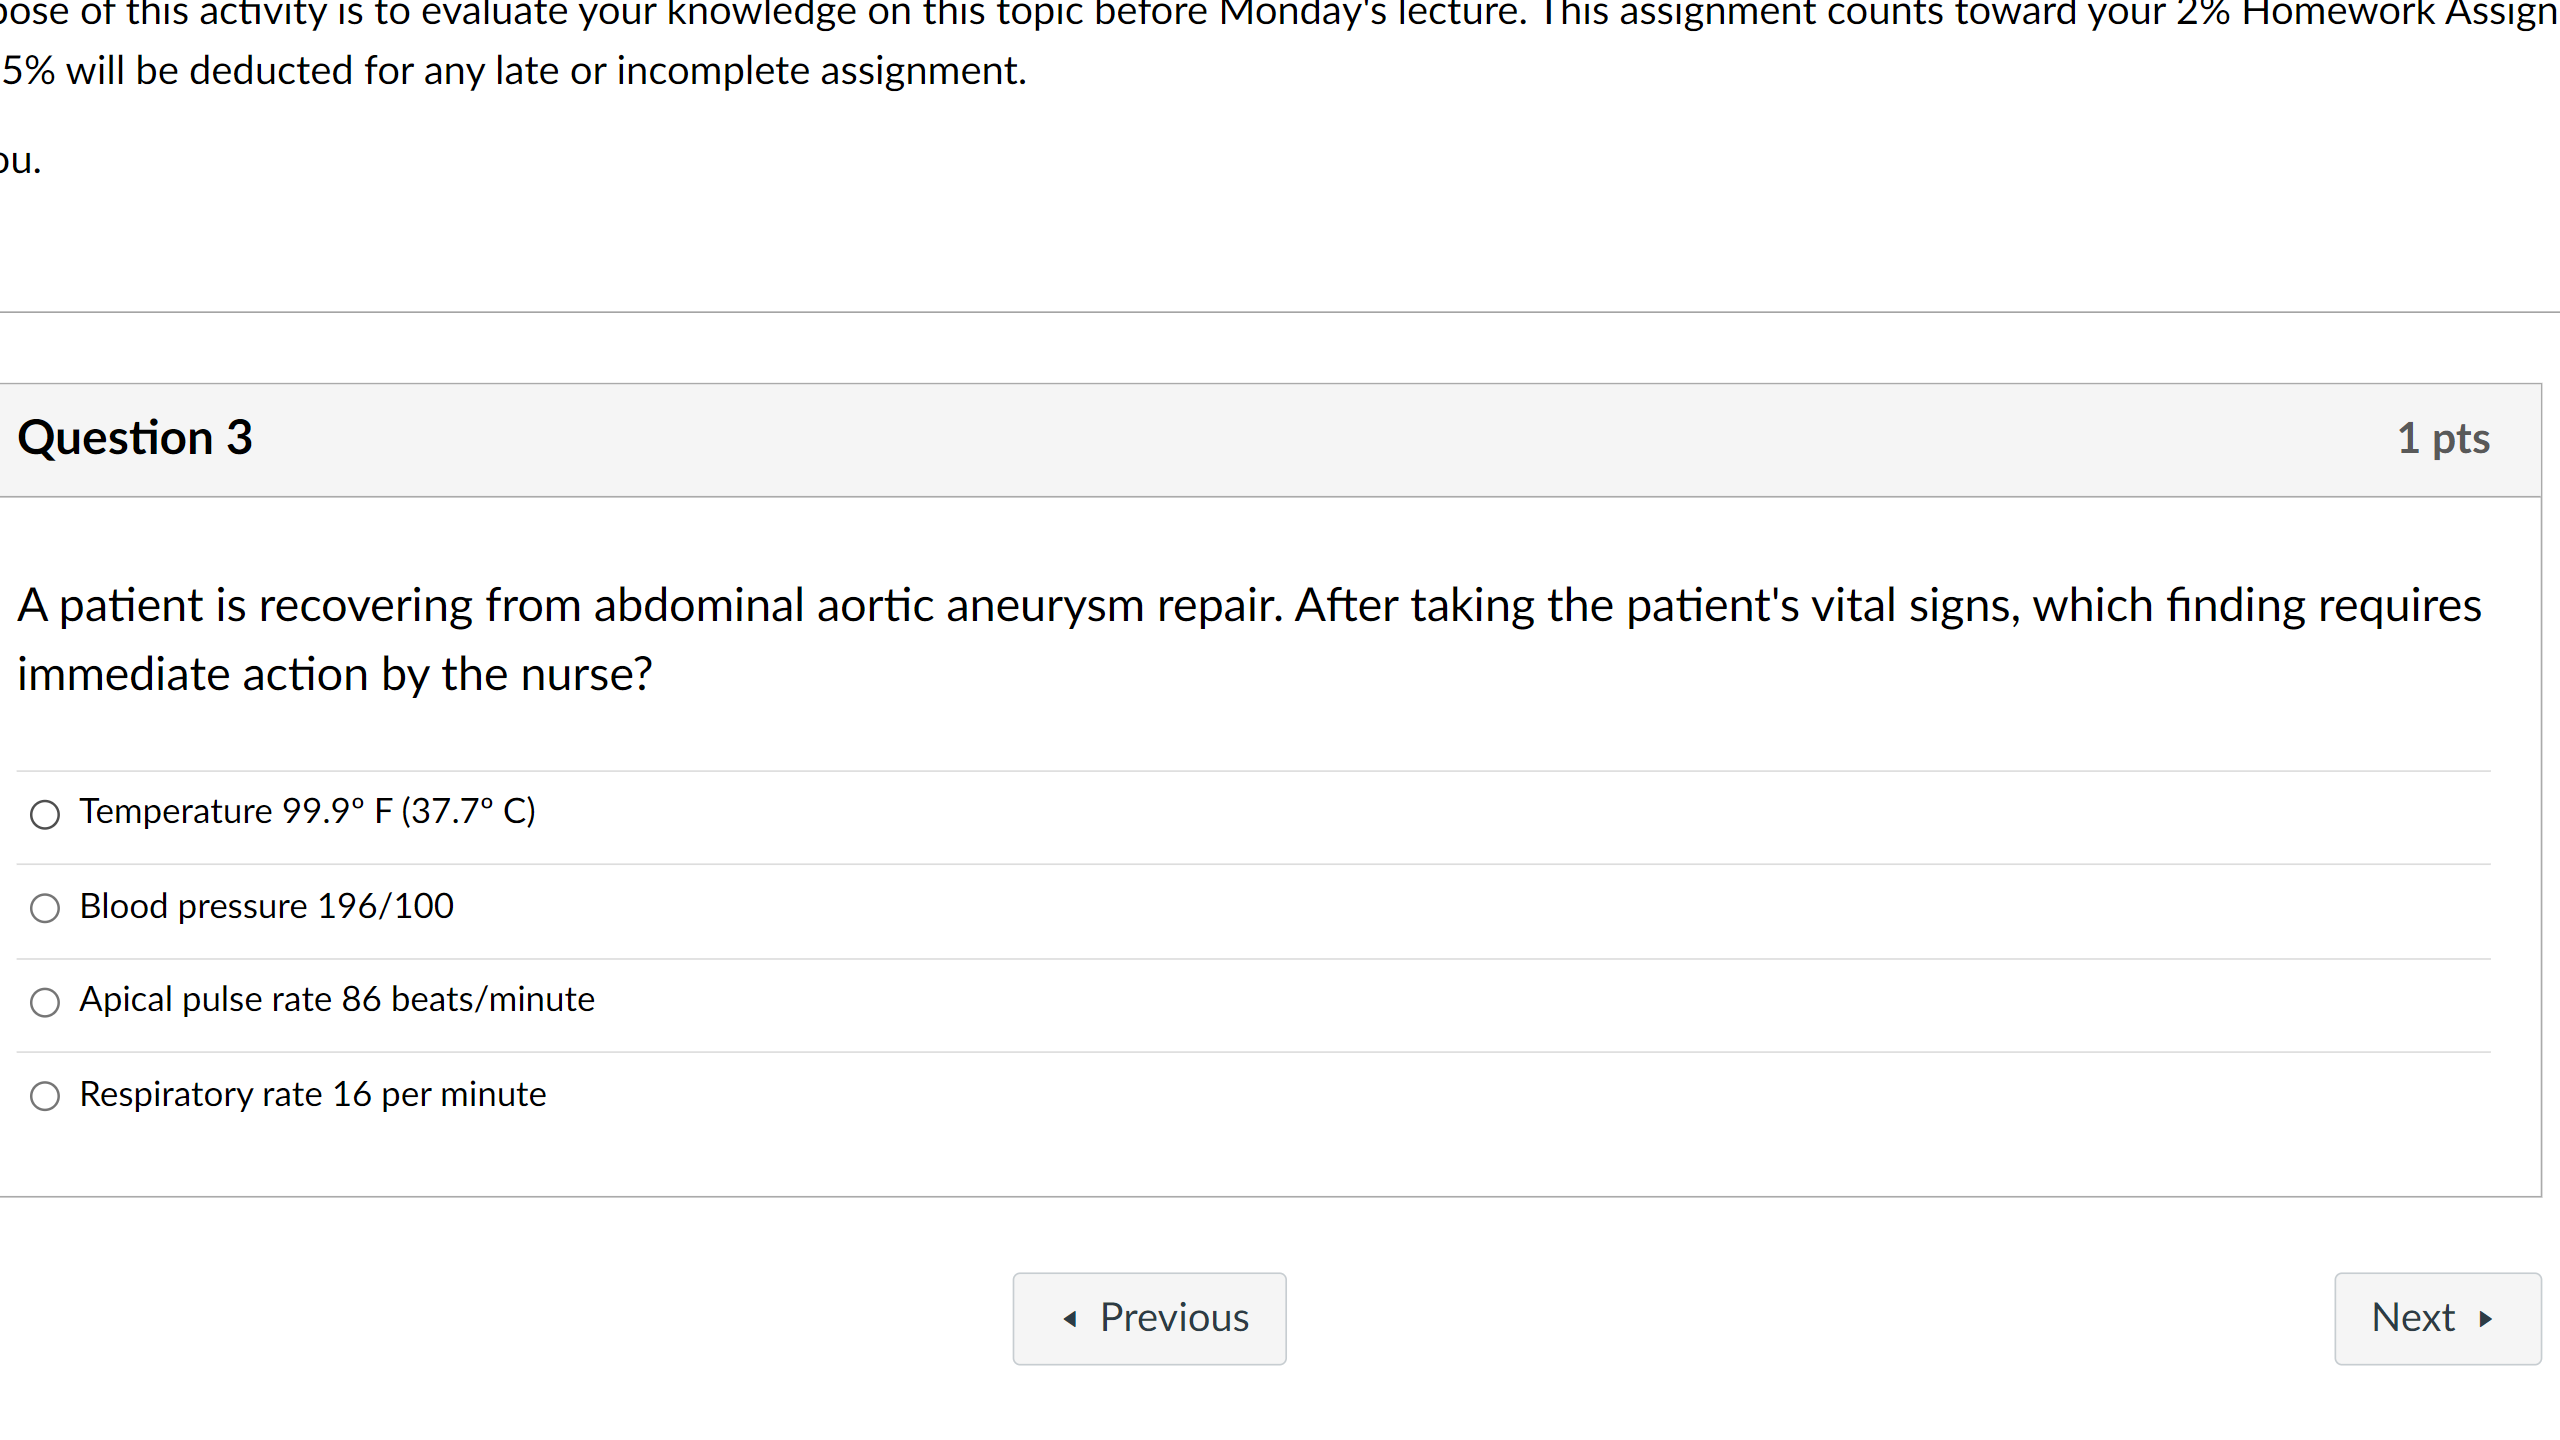 of this activity is to evaluate your knowledge on this topic before Monday's lecture. This assignment counts toward your 2% Homework
5% will be deducted for any late or incomplete assignment.
Question 3
1 pts
A patient is recovering from abdominal aortic aneurysm repair. After taking the patient's vital signs, which finding requires
immediate action by the nurse?
Temperature 99.9° F (37.7° C)
Blood pressure 196/100
Apical pulse rate 86 beats/minute
Respiratory rate 16 per minute
Previous
Next